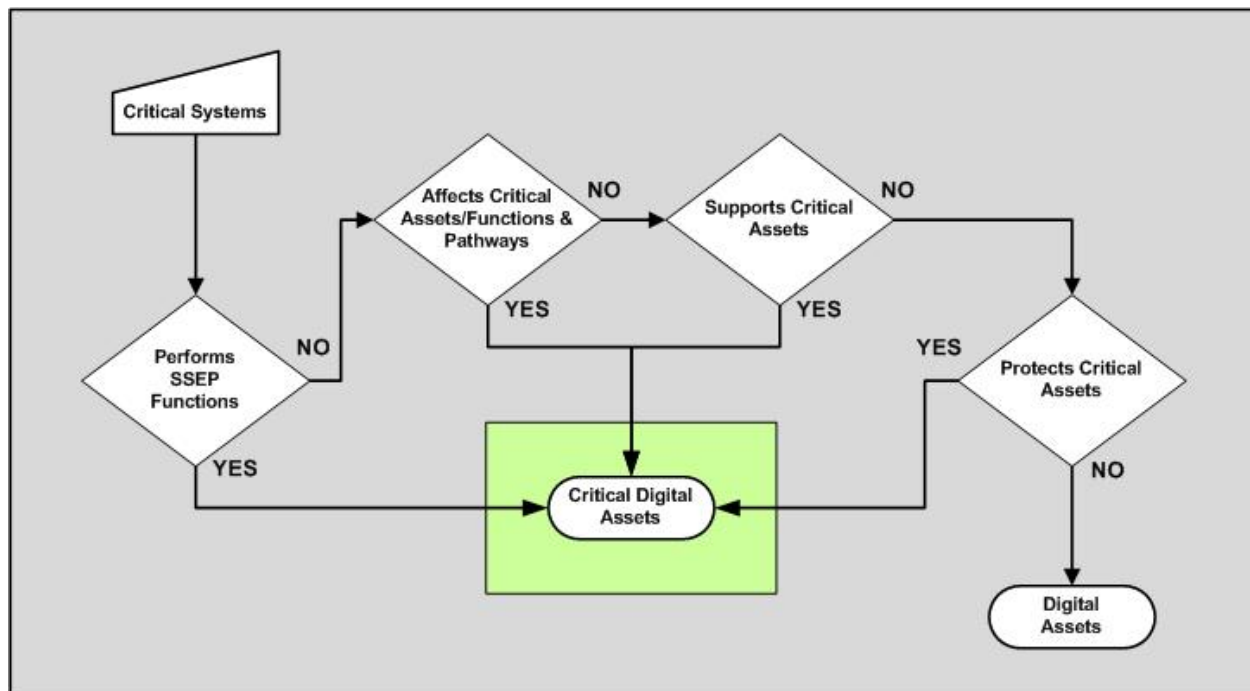 Critical Systems
Performs
SSEP
Functions
NO
YES
Affects Critical
Assets/Functions &
Pathways
NO
YES
Supports Critical
Assets
NO
YES
Protects Critical
Assets
YES
NO
Critical Digital
Assets
Digital
Assets